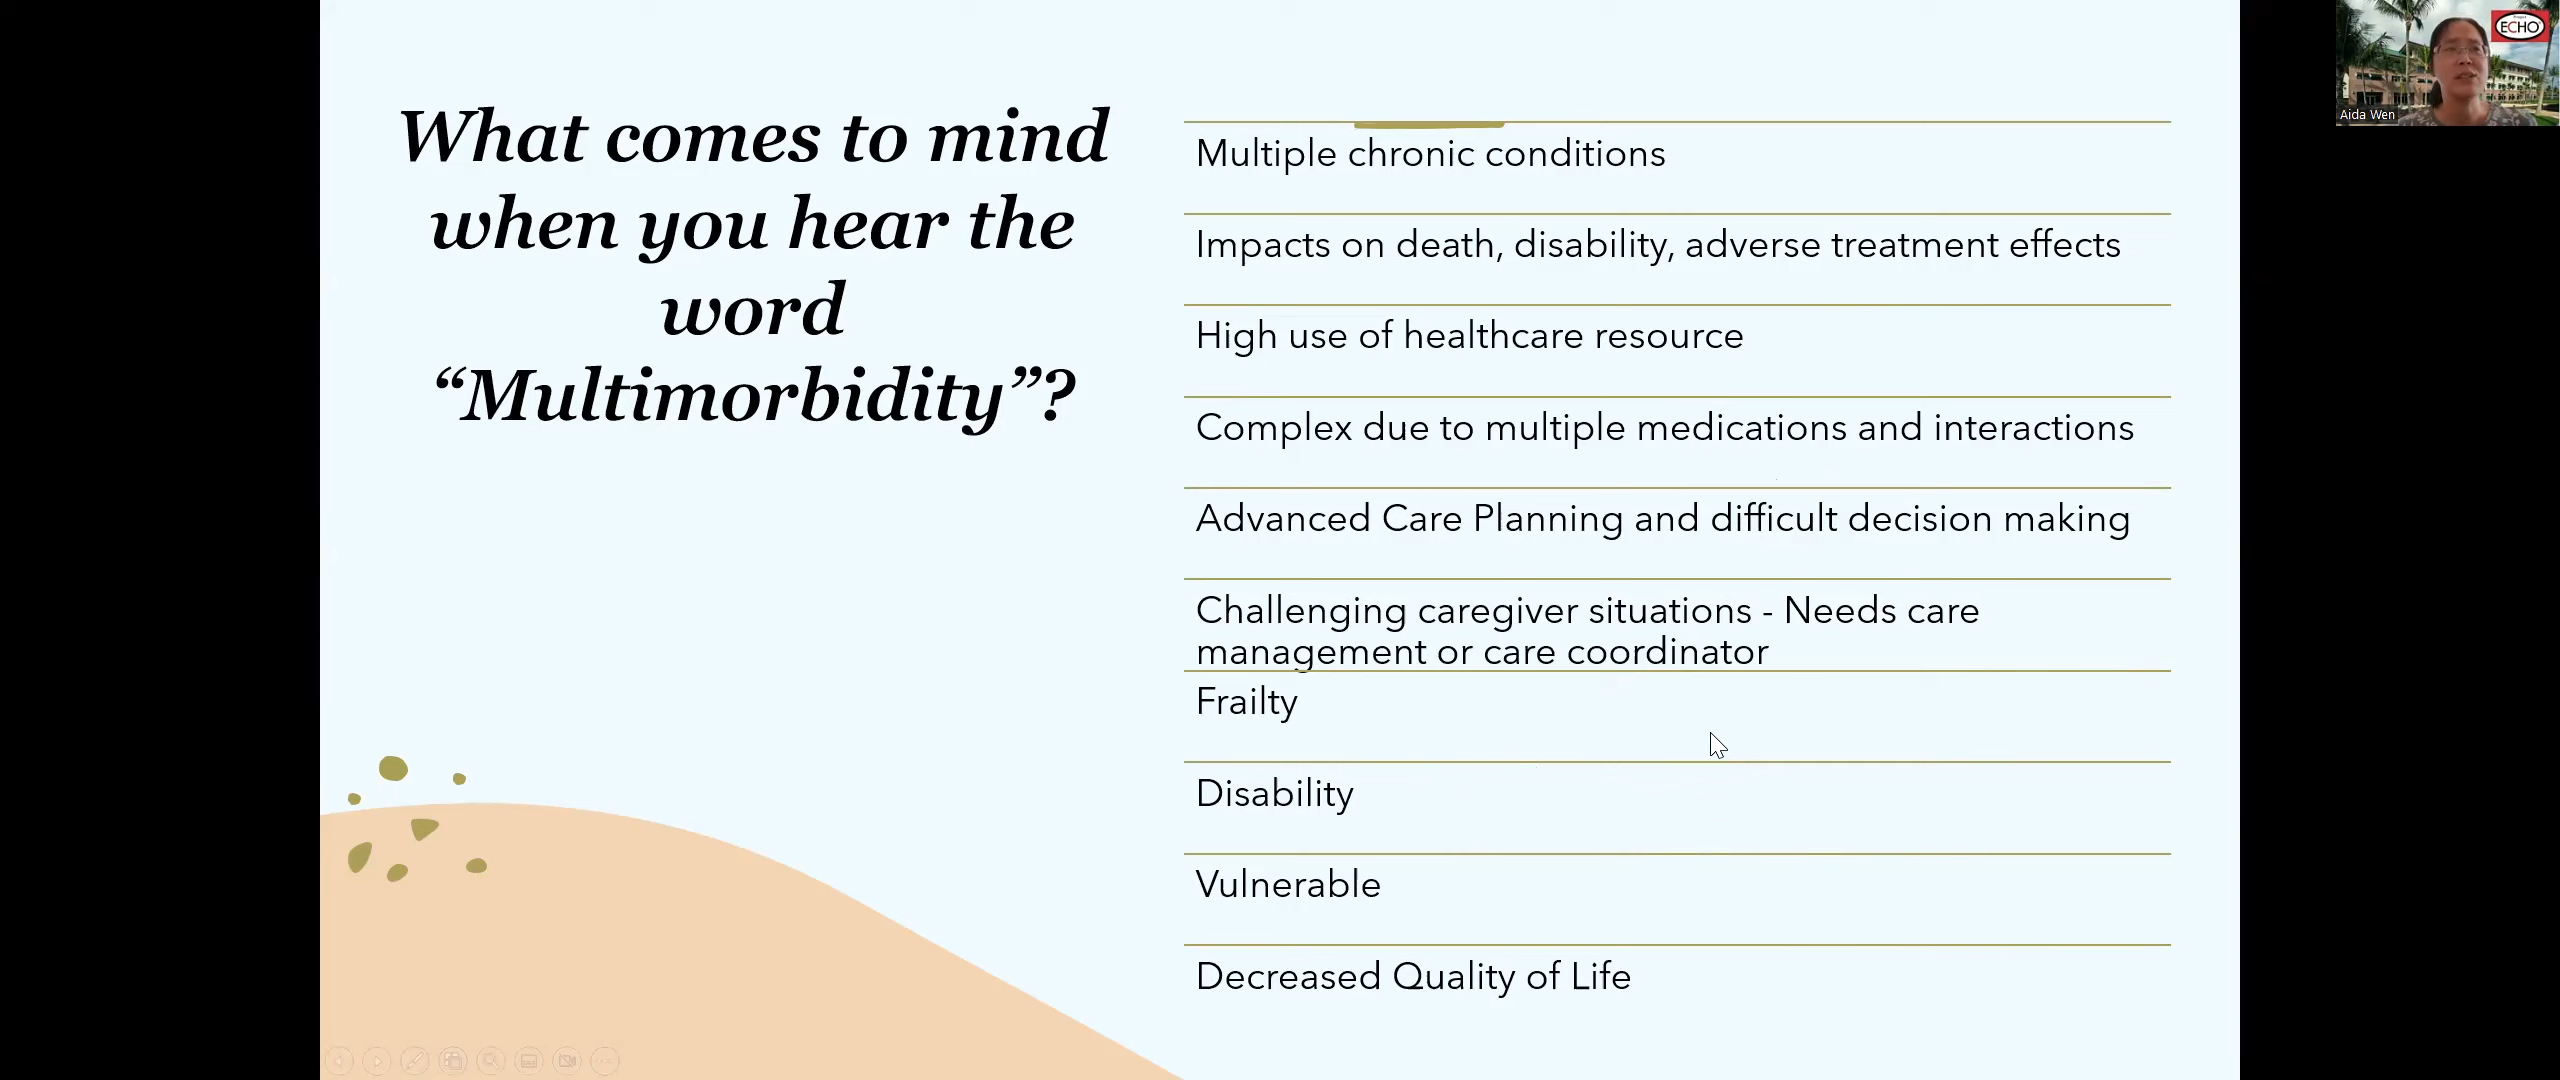 What comes to mind
when you hear the
word
“Multimorbidity”?
Multiple chronic conditions
Impacts on death, disability, adverse treatment effects
High use of healthcare resource
Complex due to multiple medications and interactions
Advanced Care Planning and difficult decision making
Challenging caregiver situations - Needs care
management or care coordinator
Frailty
Disability
Vulnerable
Decreased Quality of Life
Project
ECHO
Aida Wen